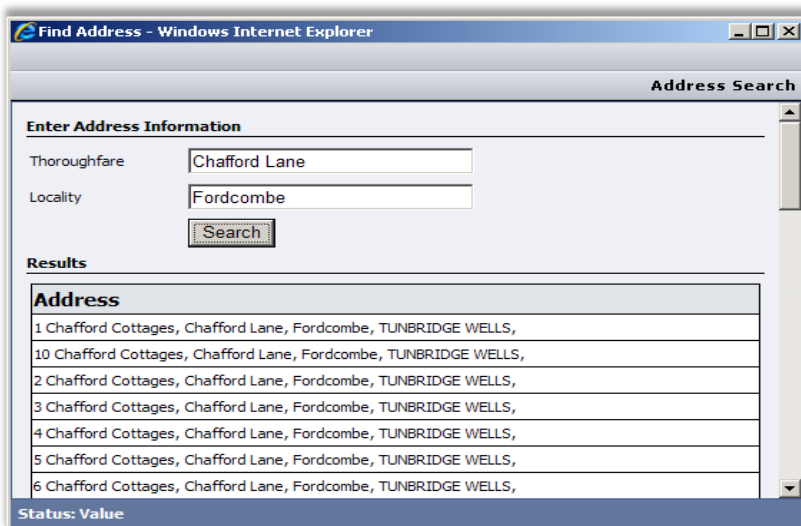 Find Address - Windows Internet Explorer
Address Search
Enter Address Information
Thoroughfare Chafford Lane
Locality Fordcombe
Search
Results
Address
1 Chafford Cottages, Chafford Lane, Fordcombe, TUNBRIDGE WELLS,
10 Chafford Cottages, Chafford Lane, Fordcombe, TUNBRIDGE WELLS,
2 Chafford Cottages, Chafford Lane, Fordcombe, TUNBRIDGE WELLS,
3 Chafford Cottages, Chafford Lane, Fordcombe, TUNBRIDGE WELLS,
4 Chafford Cottages, Chafford Lane, Fordcombe, TUNBRIDGE WELLS,
5 Chafford Cottages, Chafford Lane, Fordcombe, TUNBRIDGE WELLS,
6 Chafford Cottages, Chafford Lane, Fordcombe, TUNBRIDGE WELLS,
Status: Value